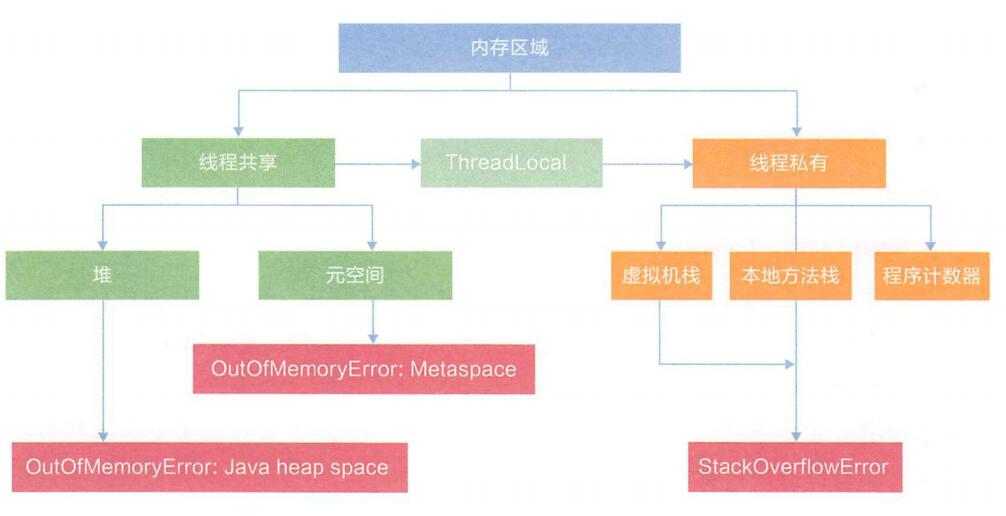 内存区域
线程共享
ThreadLocal
线程私有
堆
元空间
虚拟机栈
本地方法栈
程序计数器
OutOfMemoryError: Metaspace
OutOfMemoryError: Java heap space
StackOverflowError